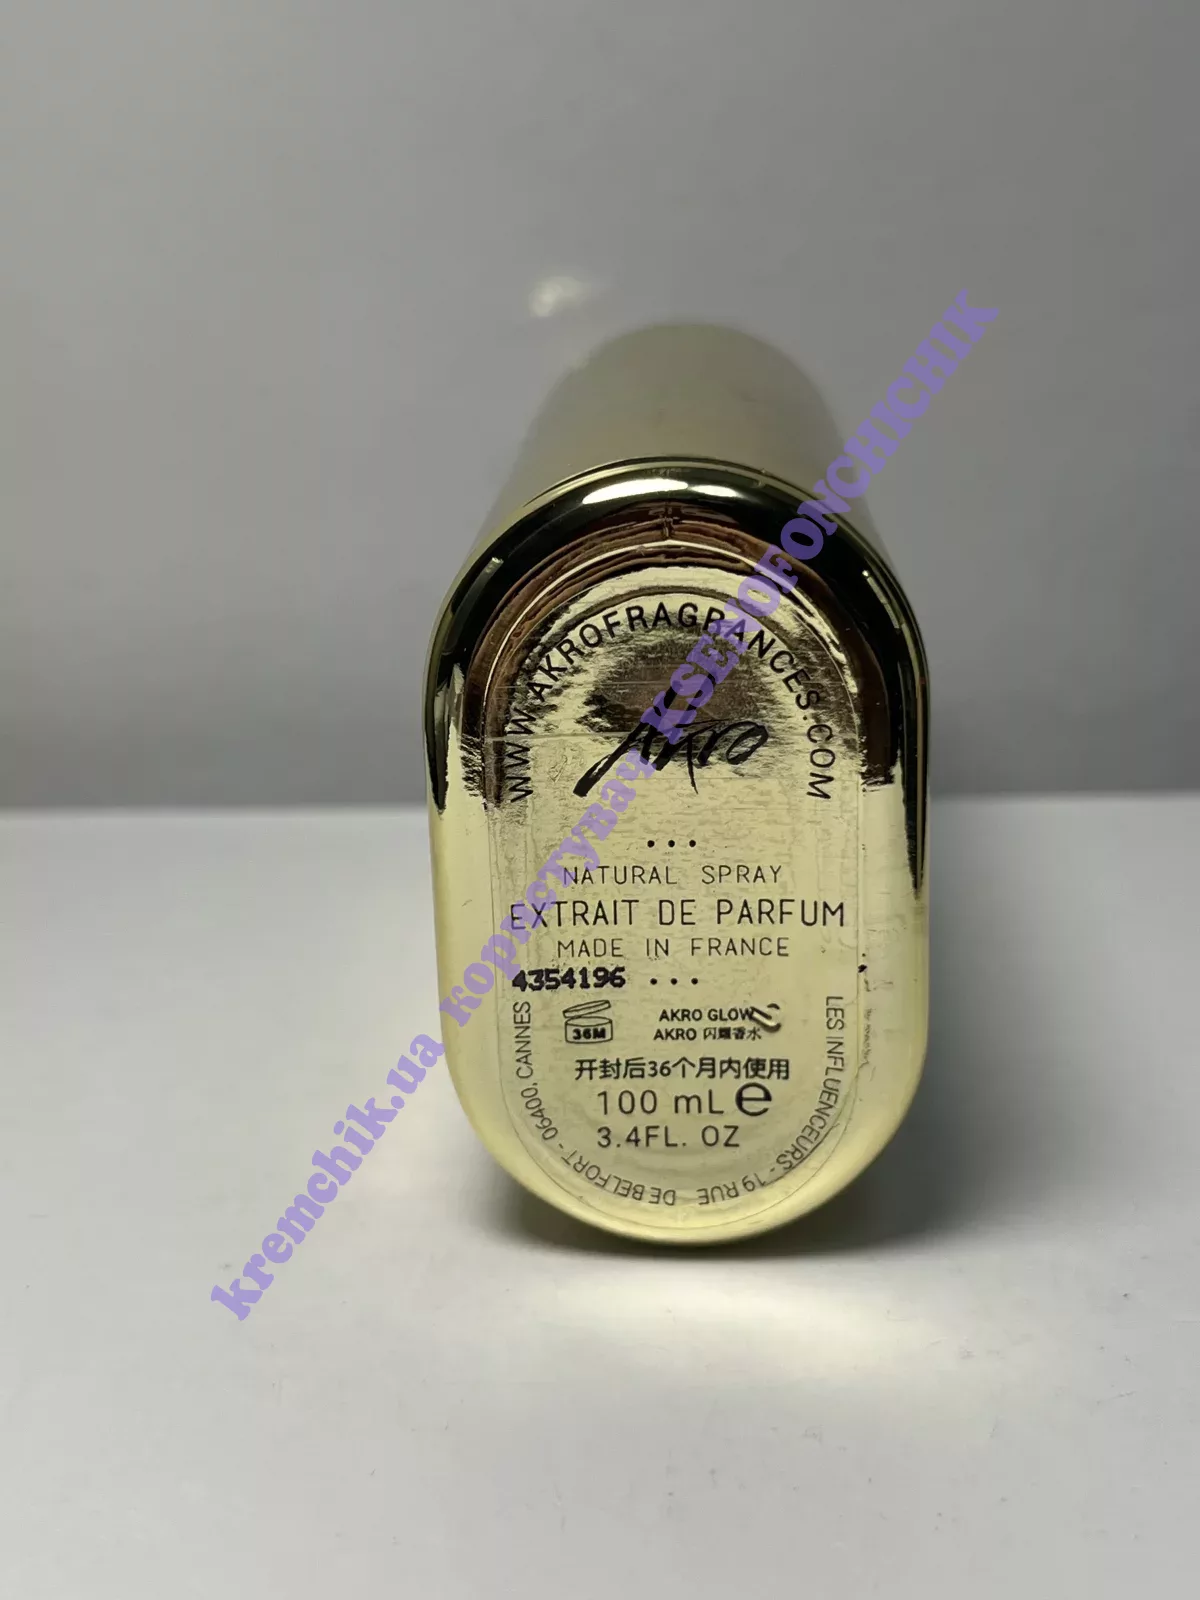 WWW.AKROFRAGRANCES.COM
Akro
...
NATURAL SPRAY
EXTRAIT DE PARFUM
MADE IN FRANCE
4354196 ...
36M
AKRO GLOW
AKRO 闪耀香水
开封后36个月内使用
100 mL e
3.4FL. OZ
LES INFLUENCEURS - 19 RUE DE BELFORT - 06400, CANNES
kremchik.ua користувач KSENOFONCHICHIK